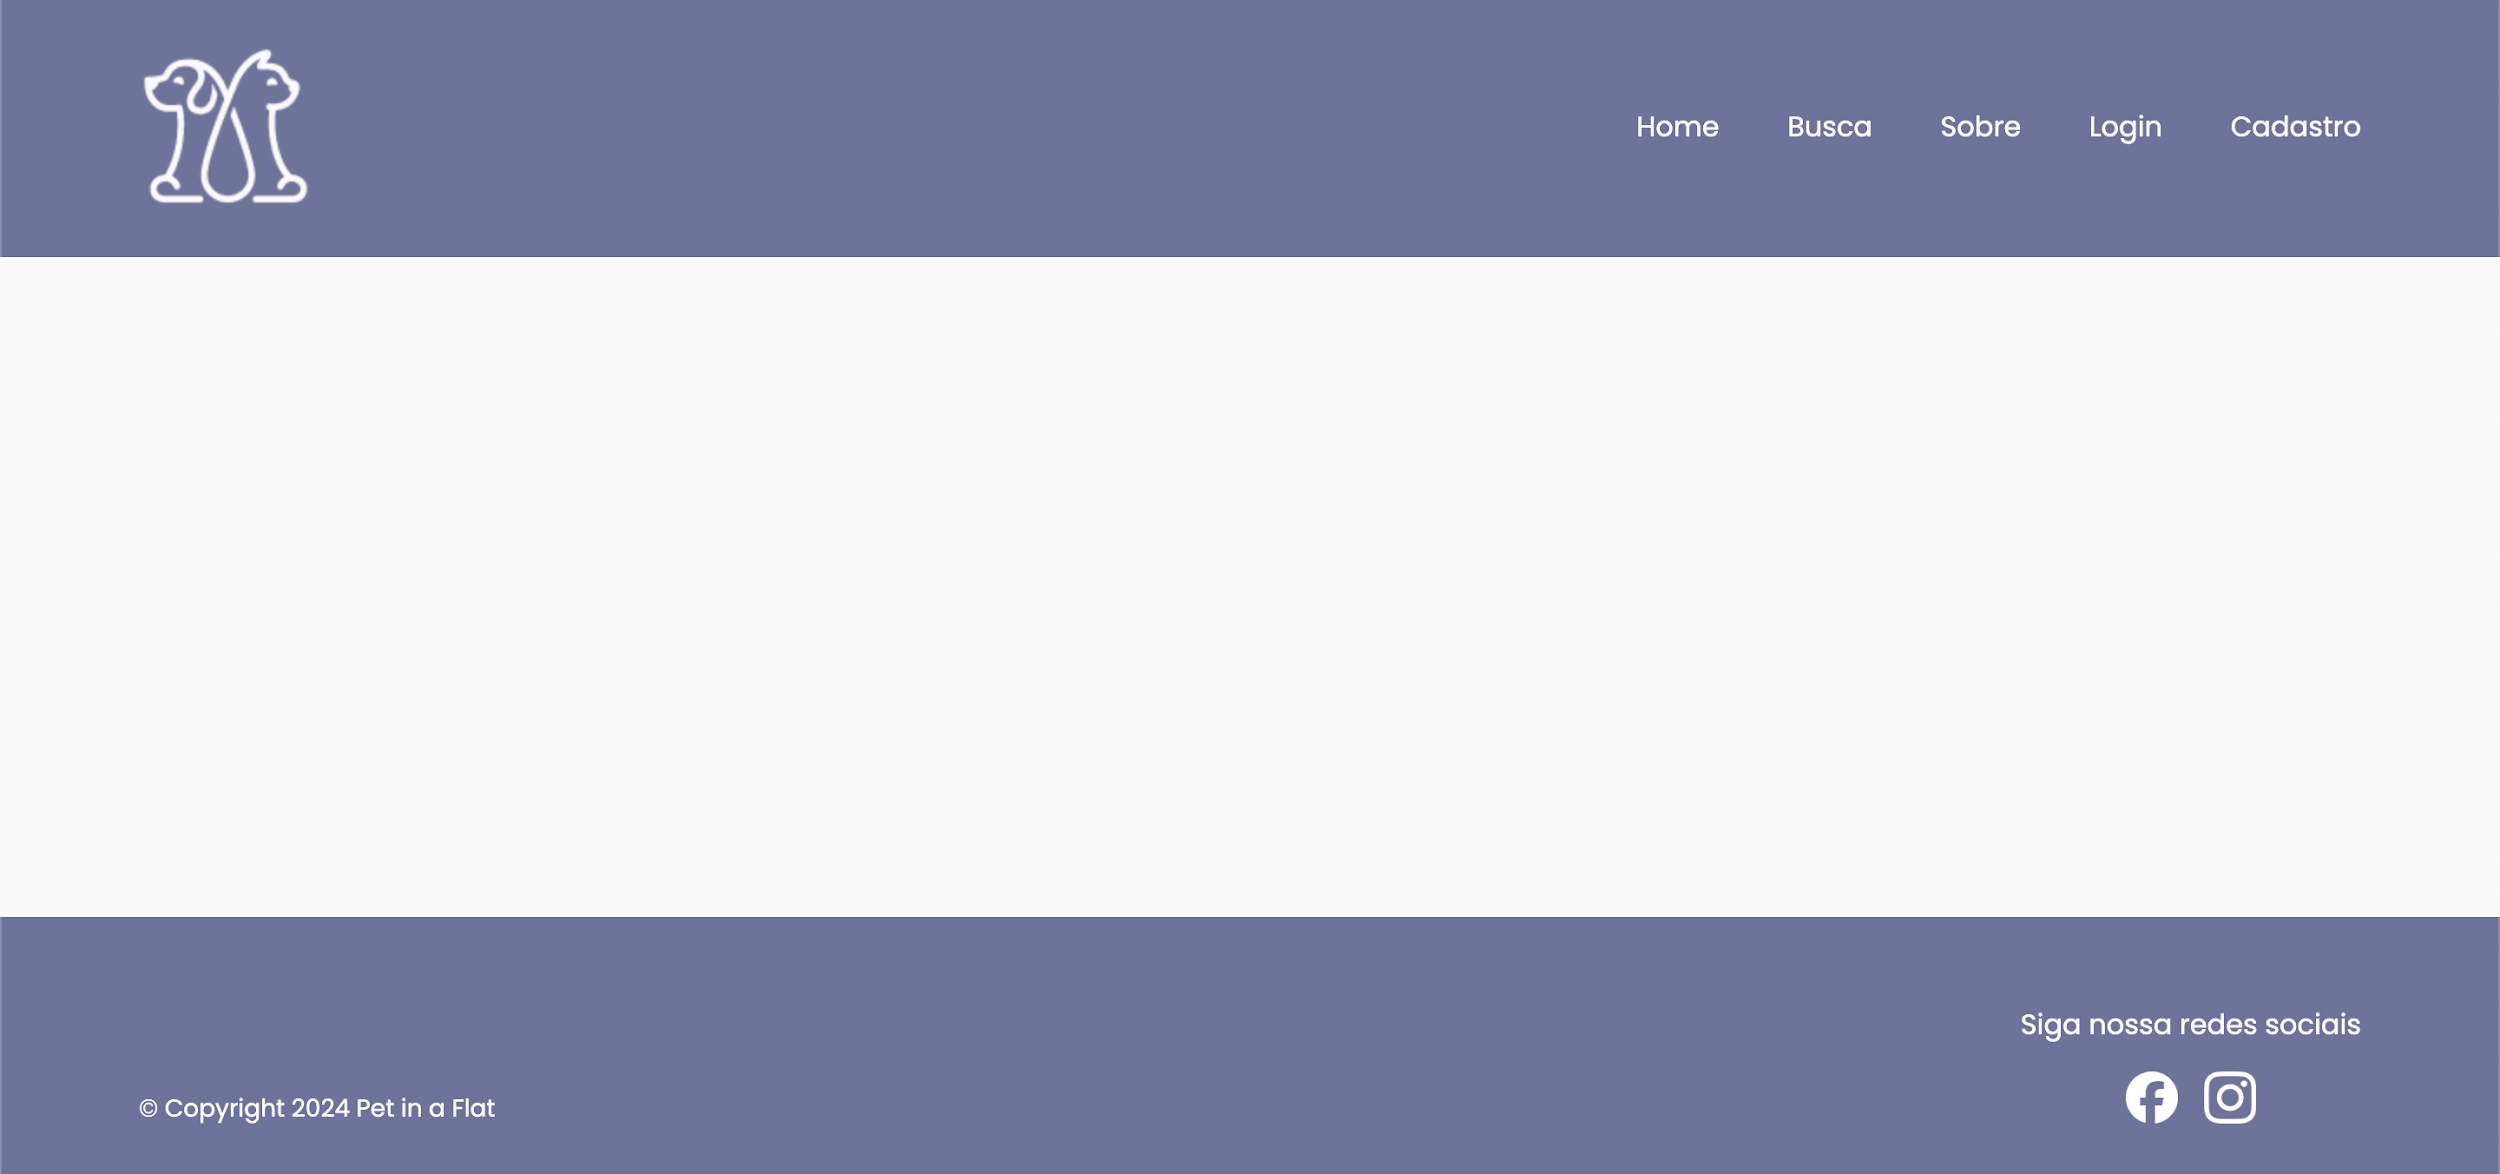 Home Busca Sobre Login Cadastro
Siga nossa redes sociais
© Copyright 2024 Pet in a Flat